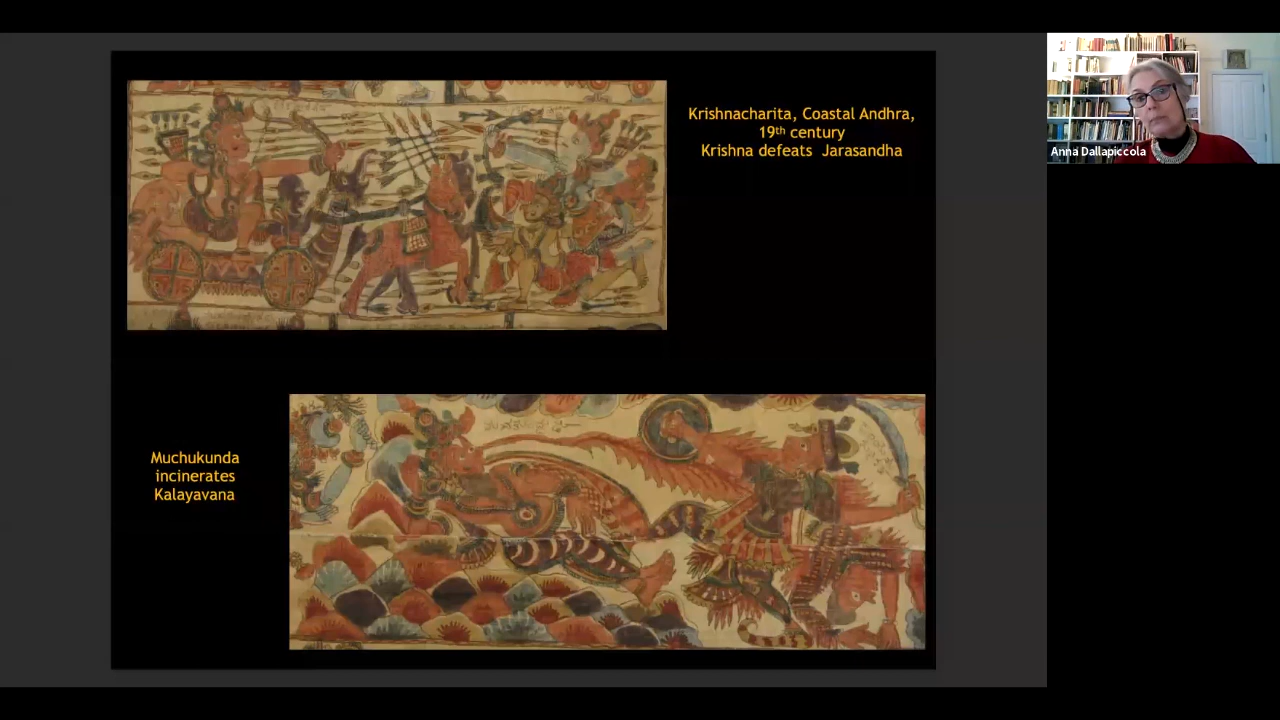 Krishnacharita, Coastal Andhra,
19th century
Krishna defeats Jarasandha
Anna Dallapiccola
Muchukunda
incinerates
Kalayavana